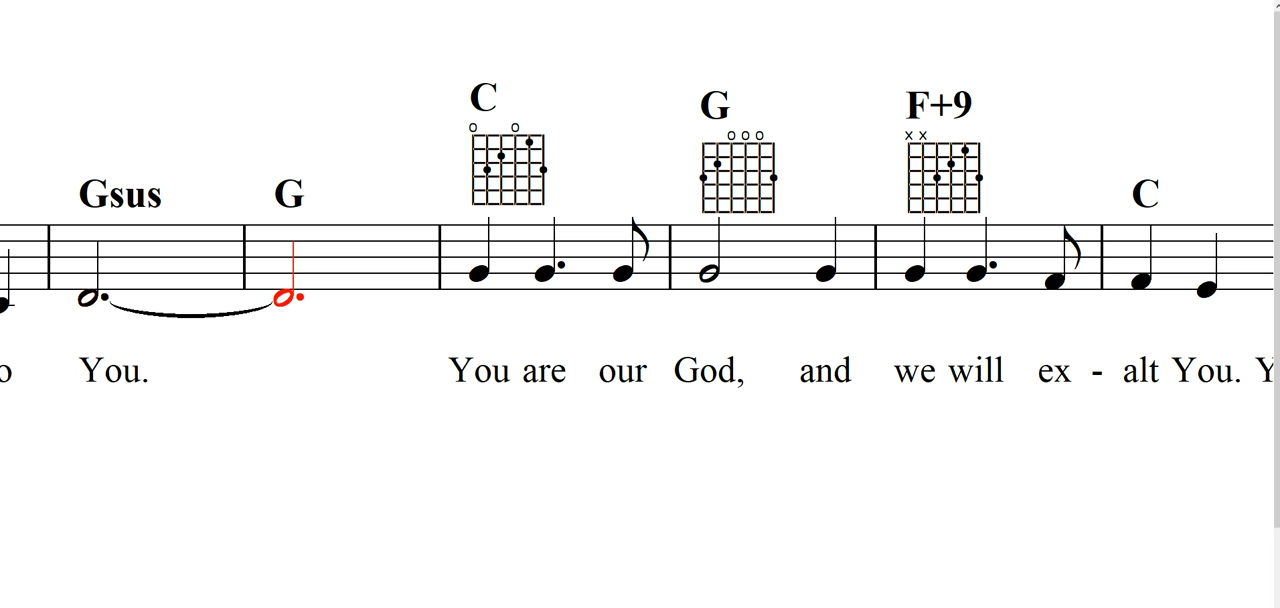 C G F+9
o o o o o x x
Gsus G C
o You. You are our God, and we will ex - alt You. Y